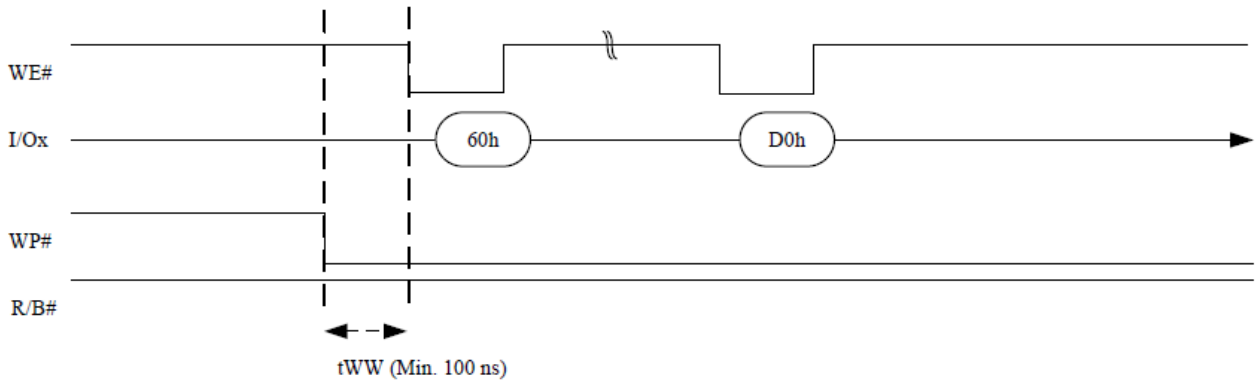 WE#
I/Ox
60h
D0h
WP#
R/B#
tWW (Min. 100 ns)